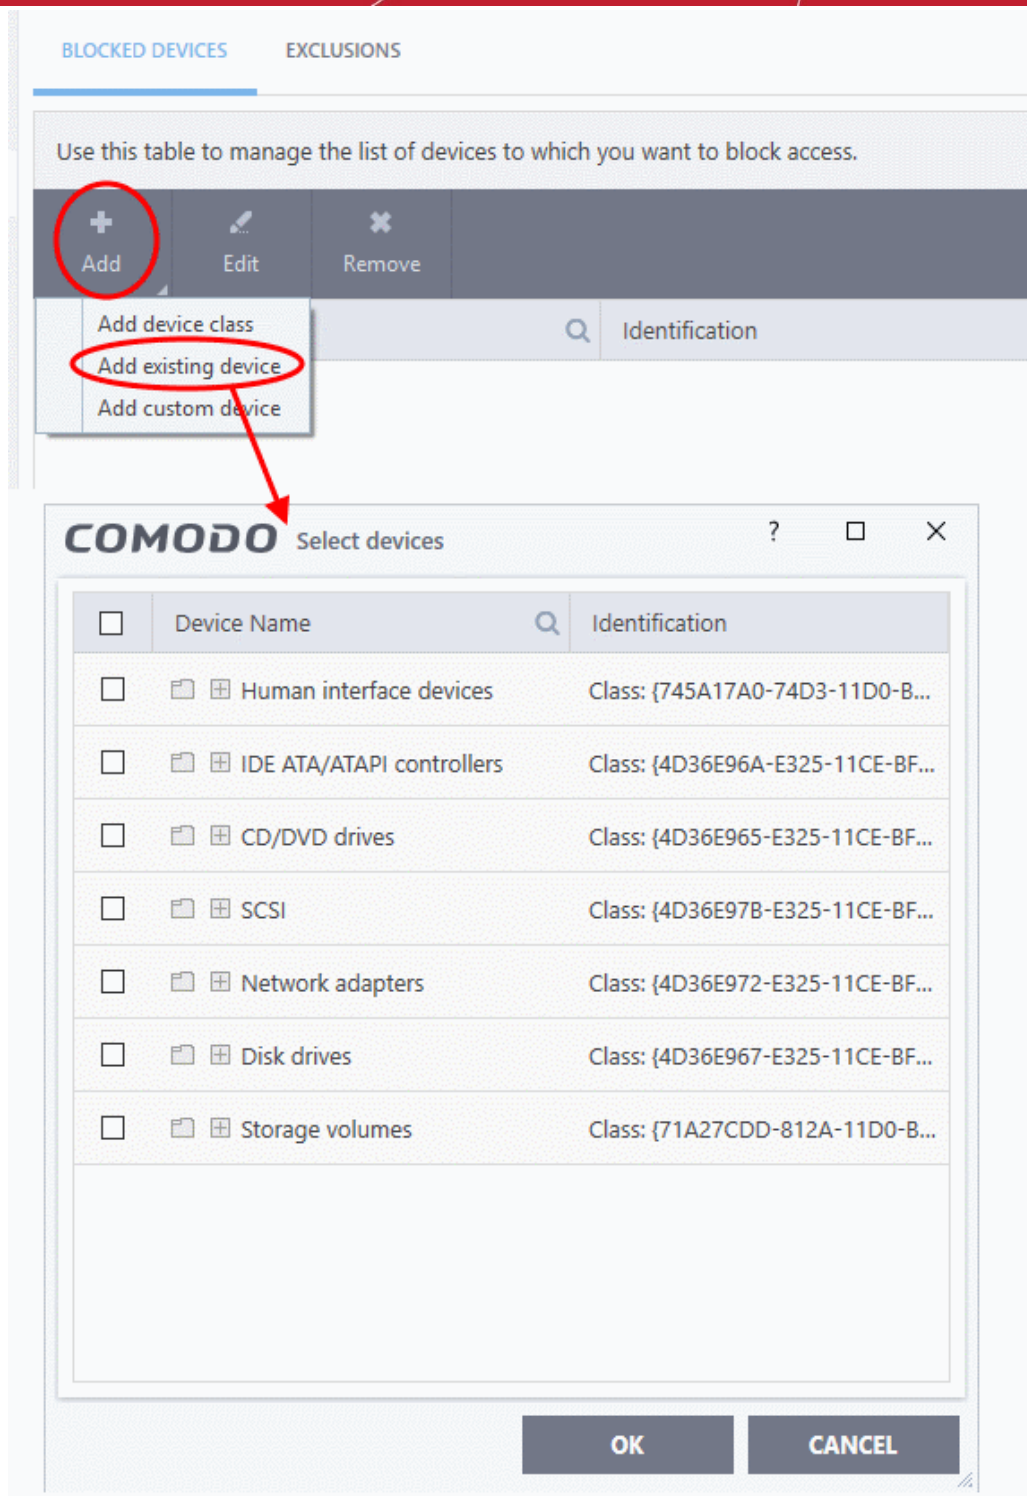 BLOCKED DEVICES EXCLUSIONS
Use this table to manage the list of devices to which you want to block access.
Add Edit Remove
Add device class
Identification
Add existing device
Add custom device
COMODO Select devices ?
Device Name Identification
Human interface devices Class: {745A17A0-74D3-11D0-B...
IDE ATA/ATAPI controllers Class: {4D36E96A-E325-11CE-BF...
CD/DVD drives Class: {4D36E965-E325-11CE-BF...
SCSI Class: {4D36E97B-E325-11CE-BF...
Network adapters Class: {4D36E972-E325-11CE-BF...
Disk drives Class: {4D36E967-E325-11CE-BF...
Storage volumes Class: {71A27CDD-812A-11D0-B...
OK CANCEL